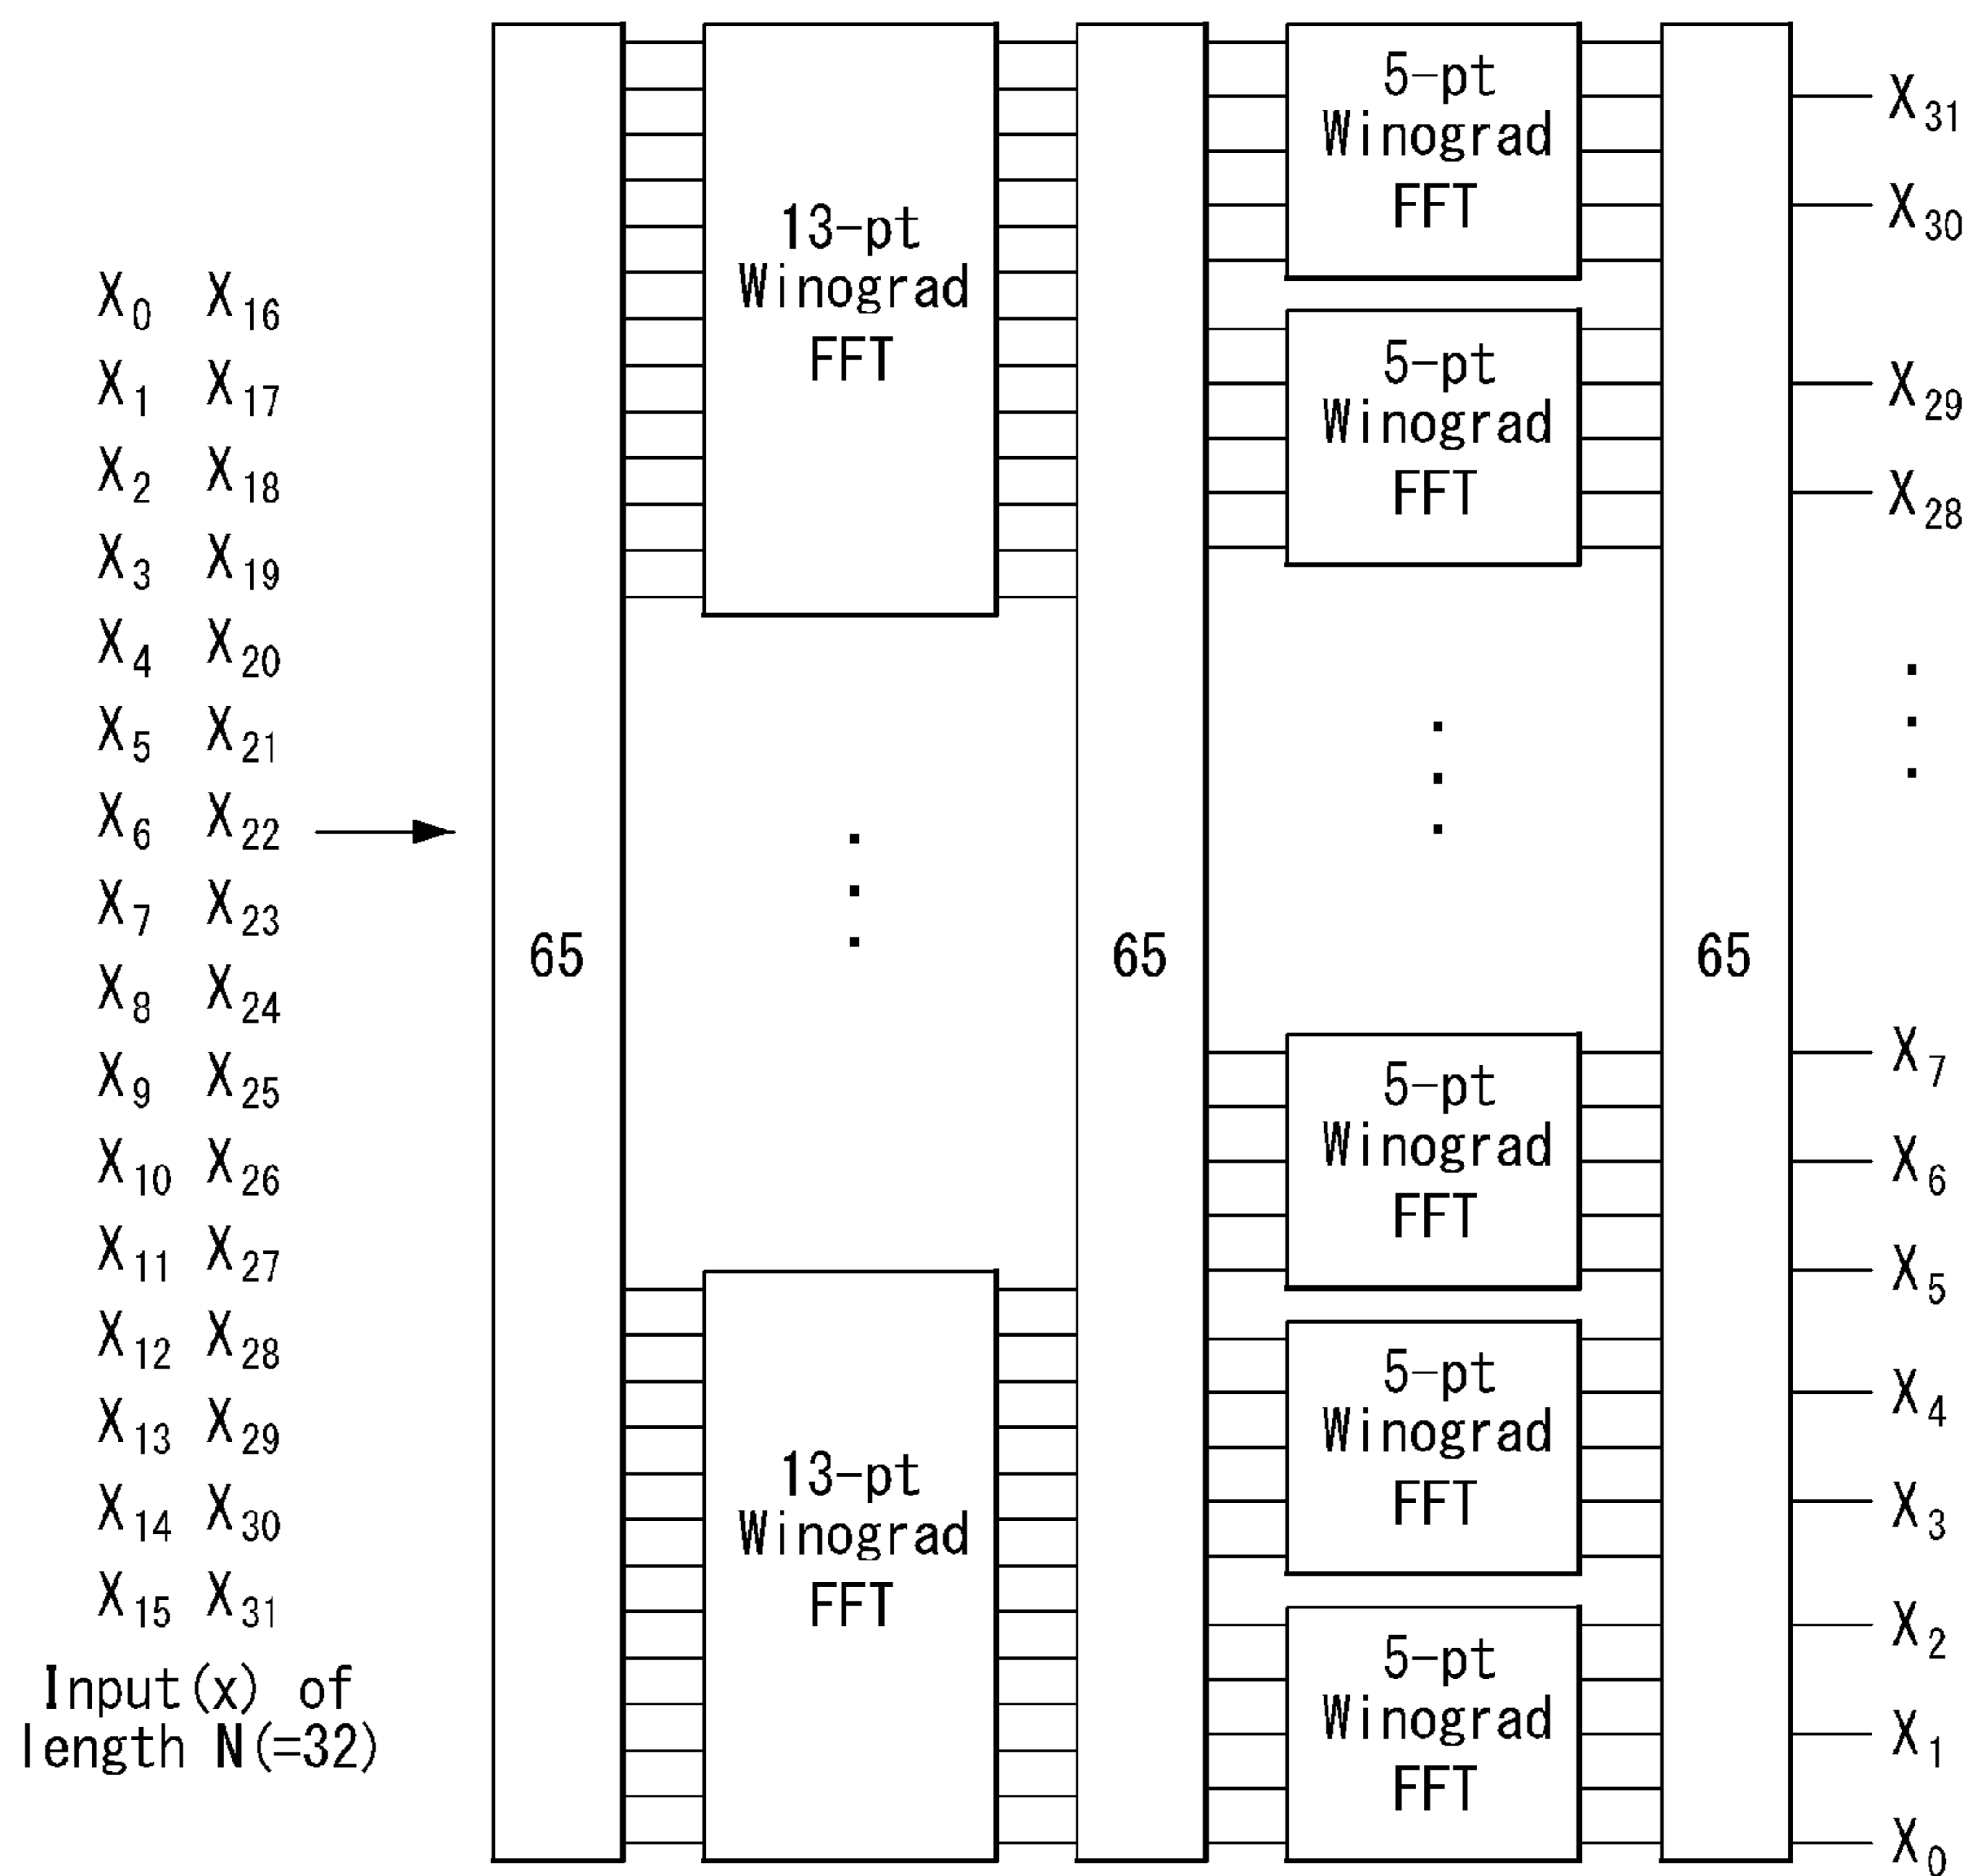 X0 X16
X1 X17
X2 X18
X3 X19
X4 X20
X5 X21
X6 X22
X7 X23
X8 X24
X9 X25
X10 X26
X11 X27
X12 X28
X13 X29
X14 X30
X15 X31
Input(x) of
length N(=32)
65
13-pt
Winograd
FFT
13-pt
Winograd
FFT
65
5-pt
Winograd
FFT
5-pt
Winograd
FFT
5-pt
Winograd
FFT
5-pt
Winograd
FFT
5-pt
Winograd
FFT
65
X31
X30
X29
X28
X7
X6
X5
X4
X3
X2
X1
X0